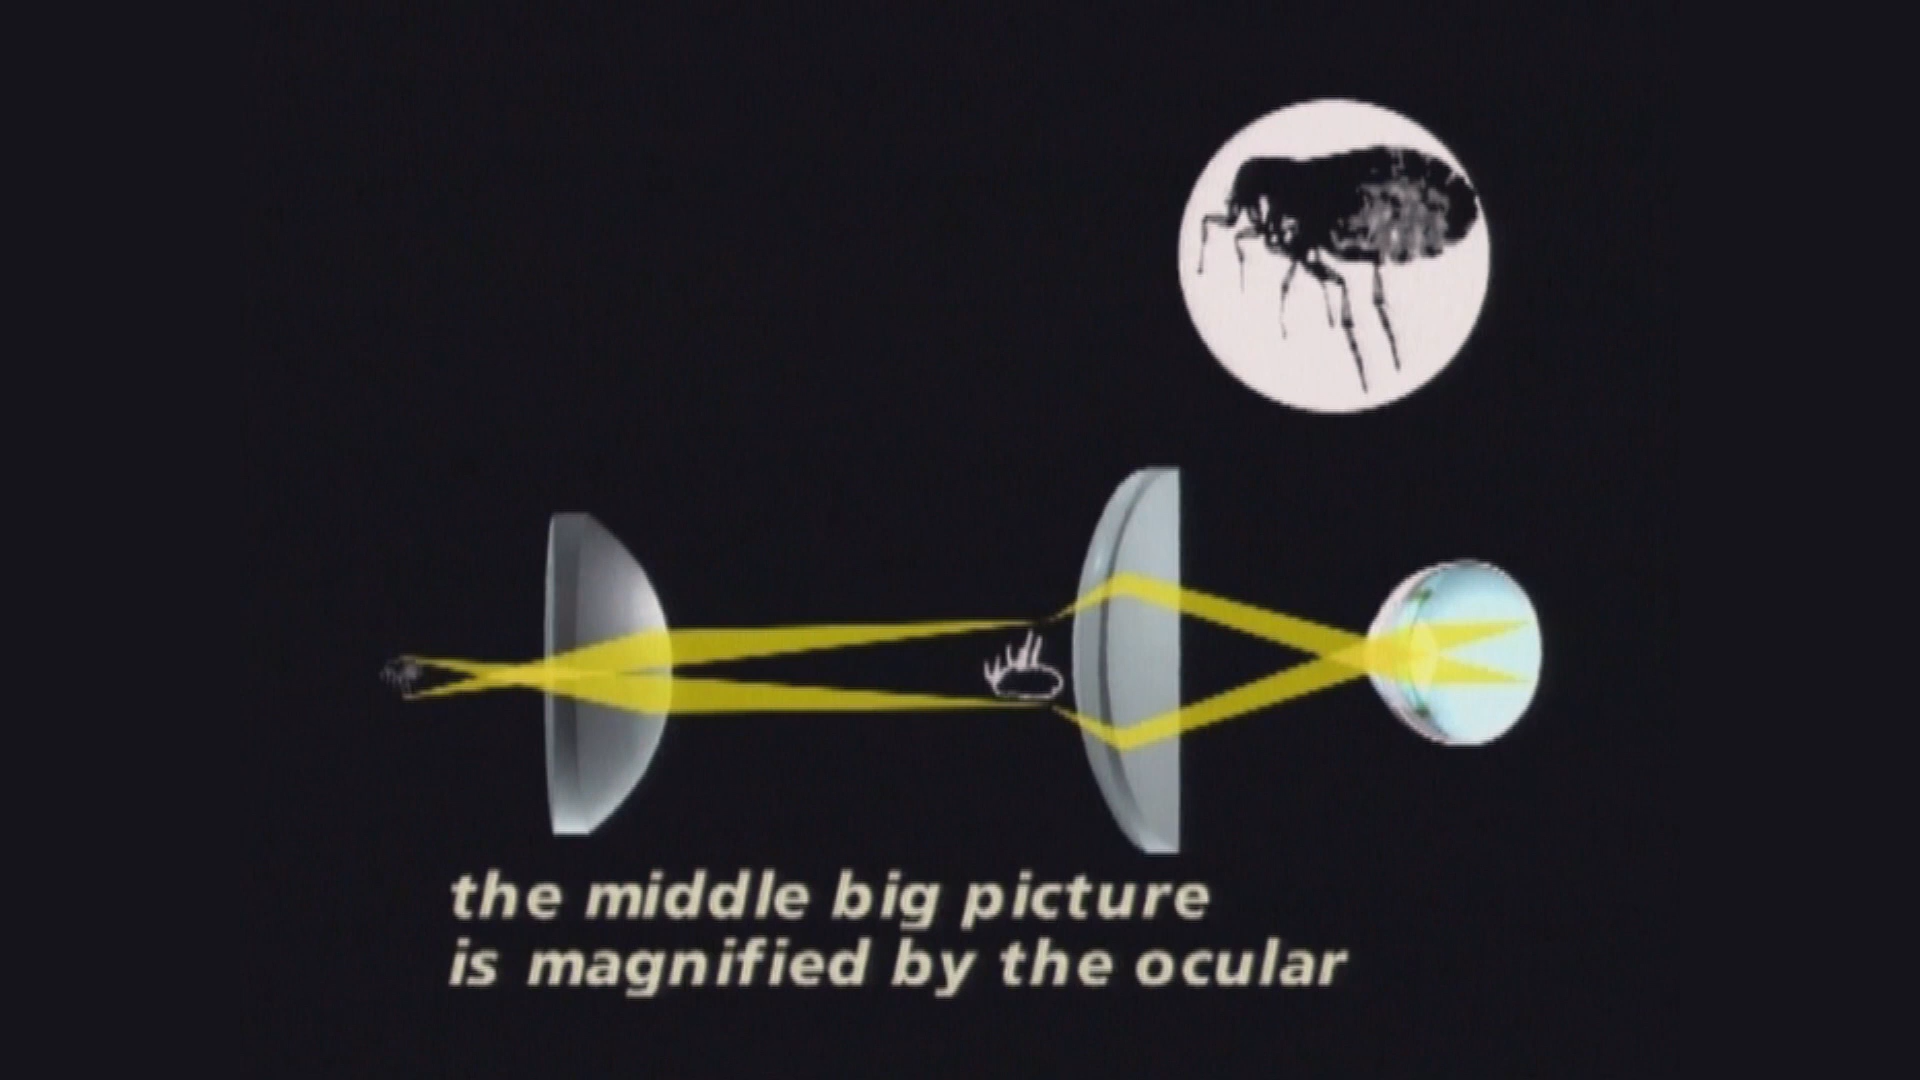 the middle big picture
is magnified by the ocular